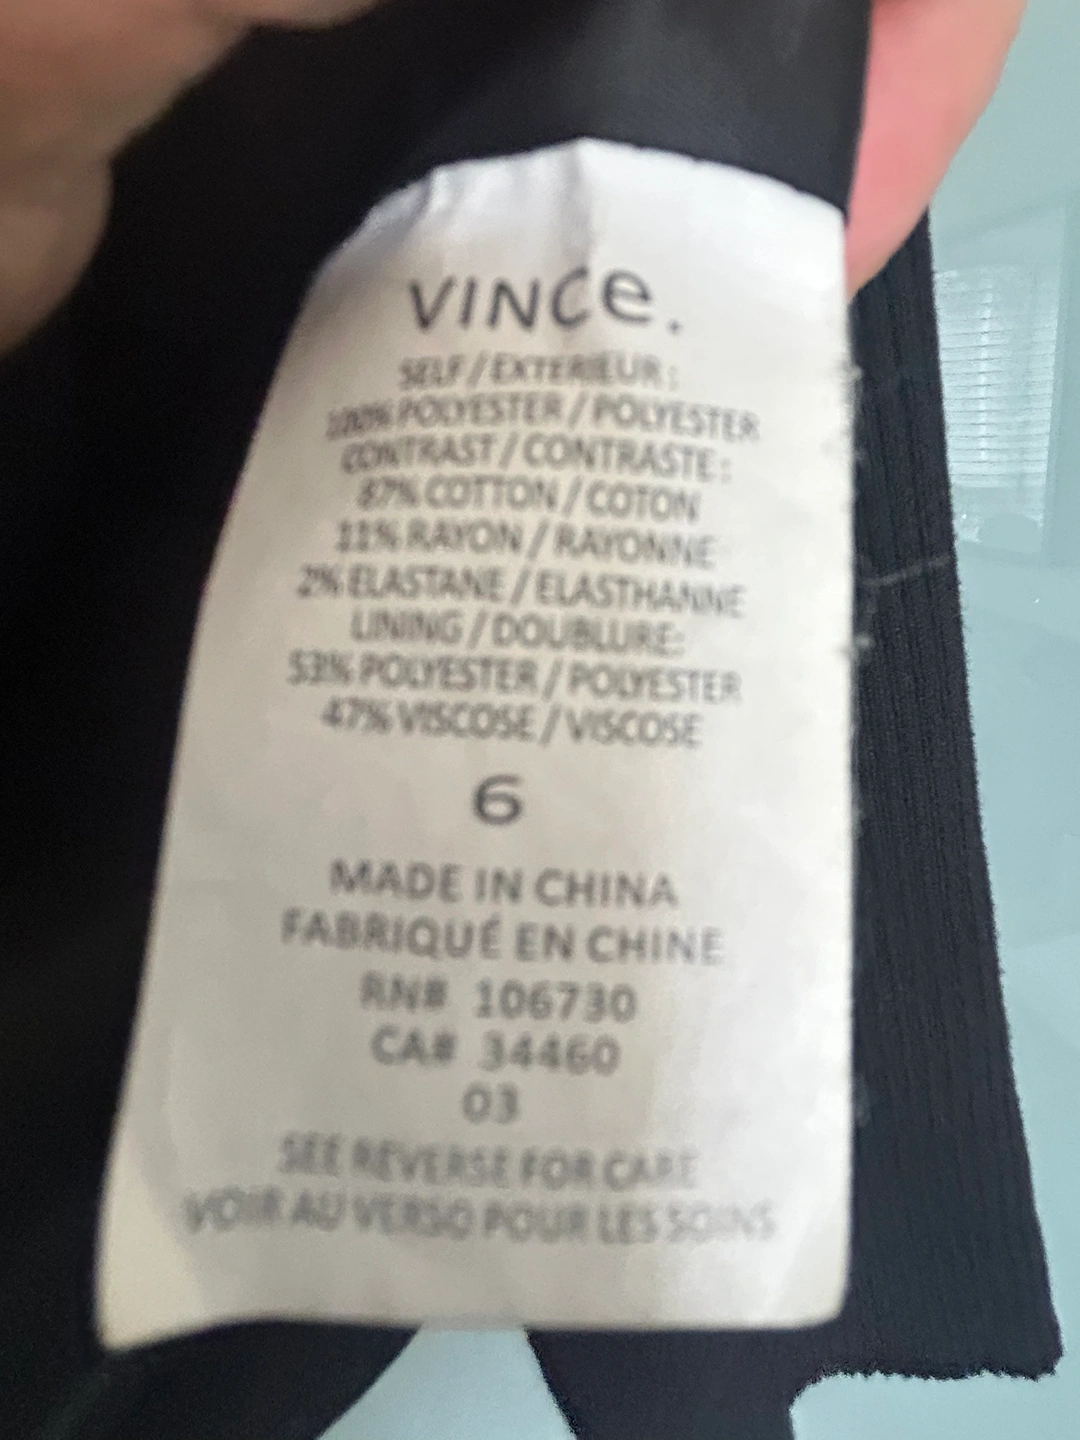 VINCe.
SELF / EXTERIEUR :
100% POLYESTER / POLYESTER
CONTRAST / CONTRASTE :
87% COTTON / COTON
11% RAYON / RAYONNE
2% ELASTANE / ELASTHANNE
LINING / DOUBLURE:
53% POLYESTER / POLYESTER
47% VISCOSE / VISCOSE
6
MADE IN CHINA
FABRIQUÉ EN CHINE
RN# 106730
CA# 34460
03
SEE REVERSE FOR CARE
VOIR AU VERSO POUR LES SOINS